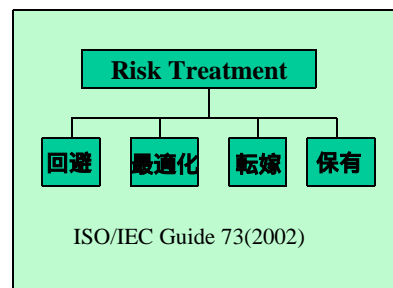 Risk Treatment
回避 最適化 転嫁 保有
ISO/IEC Guide 73(2002)